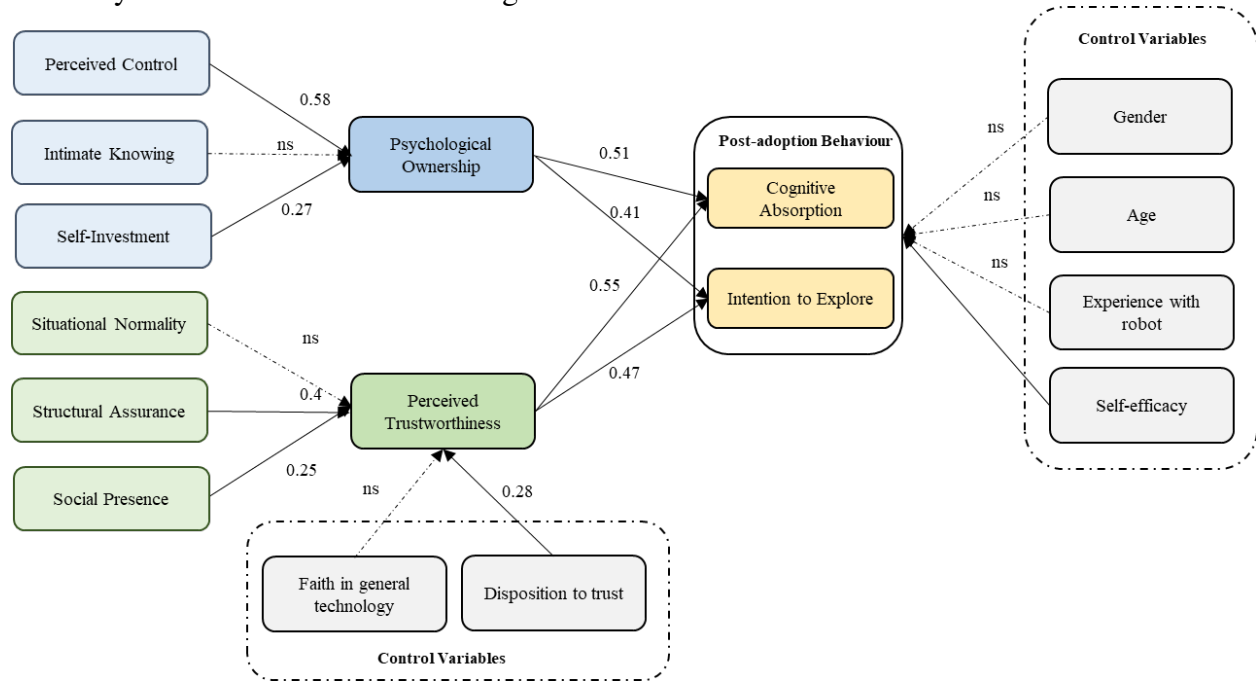 Control Variables
Perceived Control
0.58
Gender
ns
Intimate Knowing
ns
Psychological
Ownership
Post-adoption Behaviour
0.51
Cognitive
Absorption
Age
ns
0.41
Self-Investment
0.27
Experience with
robot
ns
0.55
Intention to Explore
Situational Normality
ns
Self-efficacy
0.47
Structural Assurance
0.4
Perceived
Trustworthiness
Social Presence
0.25
ns
0.28
Faith in general
technology
Disposition to trust
Control Variables